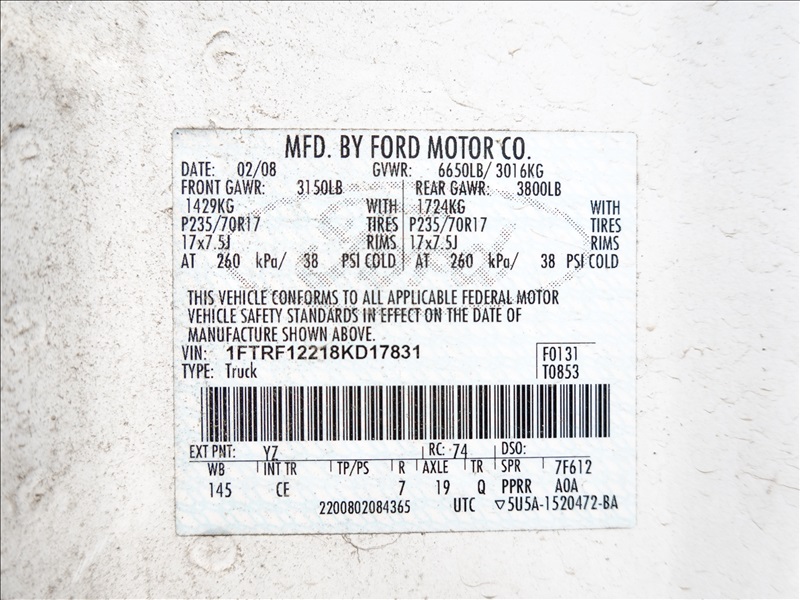 MFD. BY FORD MOTOR CO.
DATE: 02/08 GVWR: 6650LB/ 3016KG
FRONT GAWR: 3150LB REAR GAWR: 3800LB
1429KG WITH 1724KG WITH
P235/70R17 TIRES P235/70R17 TIRES
17x7.5J RIMS 17x7.5J RIMS
AT 260 kPa/ 38 PSI COLD AT 260 kPa/ 38 PSI COLD
THIS VEHICLE CONFORMS TO ALL APPLICABLE FEDERAL MOTOR
VEHICLE SAFETY STANDARDS IN EFFECT ON THE DATE OF
MANUFACTURE SHOWN ABOVE.
VIN: 1FTRF12218KD17831 F0131
TYPE: Truck T0853
EXT PNT: YZ RC: 74 DSO:
WB INT TR TP/PS R AXLE TR SPR 7F612
145 CE 7 19 Q PPRR AOA
2200802084365 UTC ▽5U5A-1520472-BA